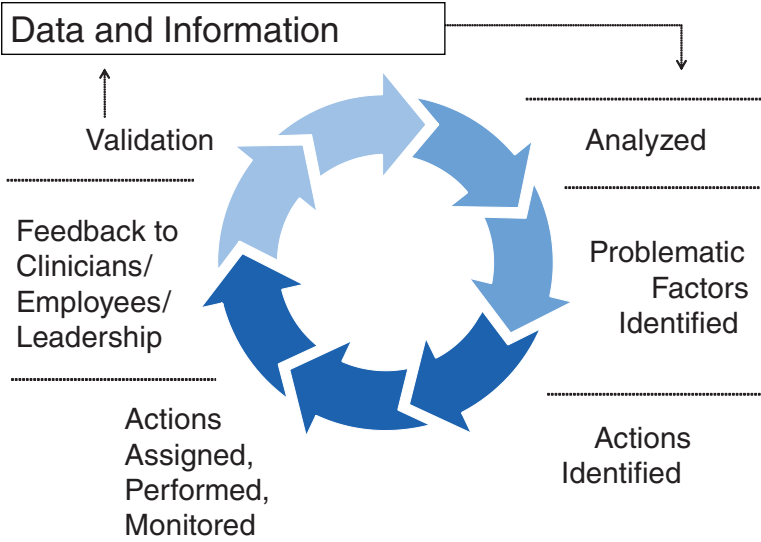 Data and Information
Validation
Analyzed
Feedback to
Clinicians/
Employees/
Leadership
Problematic
Factors
Identified
Actions
Assigned,
Performed,
Monitored
Actions
Identified